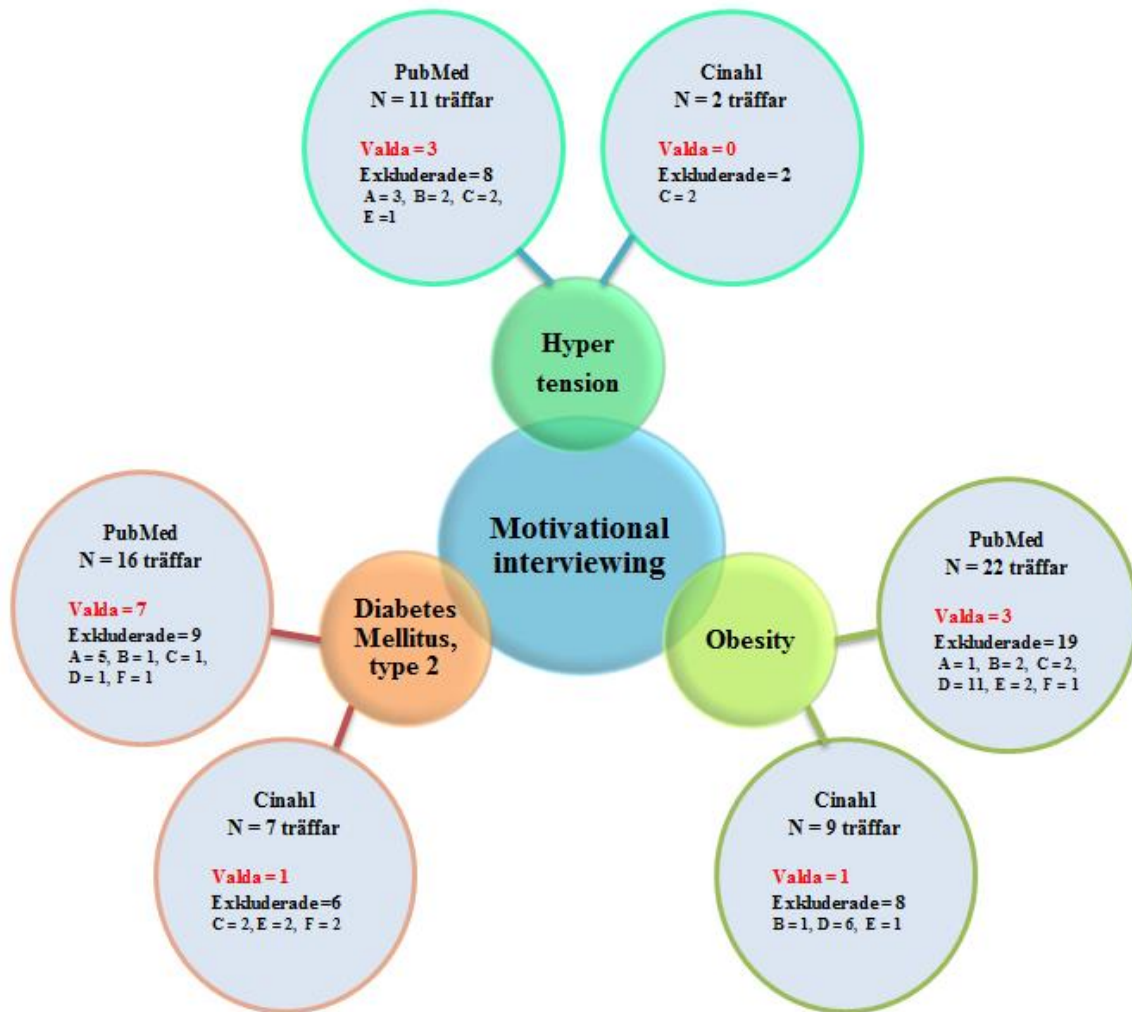 PubMed
N = 11 träffar
Valda = 3
Exkluderade = 8
A = 3, B = 2, C = 2,
E =1
Cinahl
N = 2 träffar
Valda = 0
Exkluderade = 2
C = 2
Hyper
tension
Motivational
interviewing
PubMed
N = 16 träffar
Valda = 7
Exkluderade = 9
A = 5, B = 1, C = 1,
D = 1, F = 1
Diabetes
Mellitus,
type 2
Obesity
PubMed
N = 22 träffar
Valda = 3
Exkluderade = 19
A = 1, B = 2, C = 2,
D = 11, E = 2, F = 1
Cinahl
N = 7 träffar
Valda = 1
Exkluderade =6
C = 2, E = 2, F = 2
Cinahl
N = 9 träffar
Valda = 1
Exkluderade = 8
B = 1, D = 6, E = 1